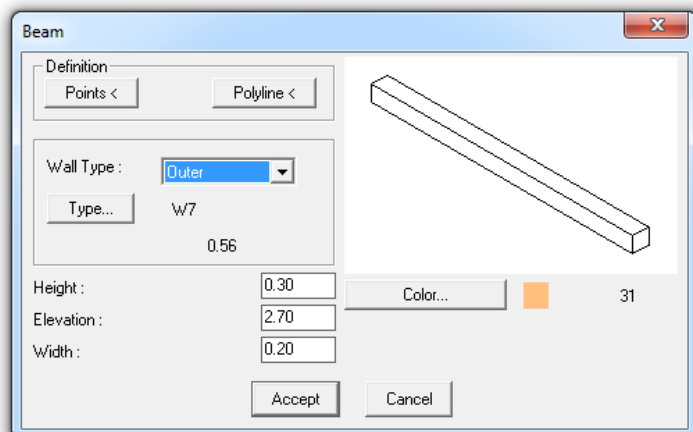 Beam
Definition
Points <
Polyline <
Wall Type :
Outer
Type...
W7
0.56
Height :
0.30
Elevation :
2.70
Width :
0.20
Color...
31
Accept
Cancel